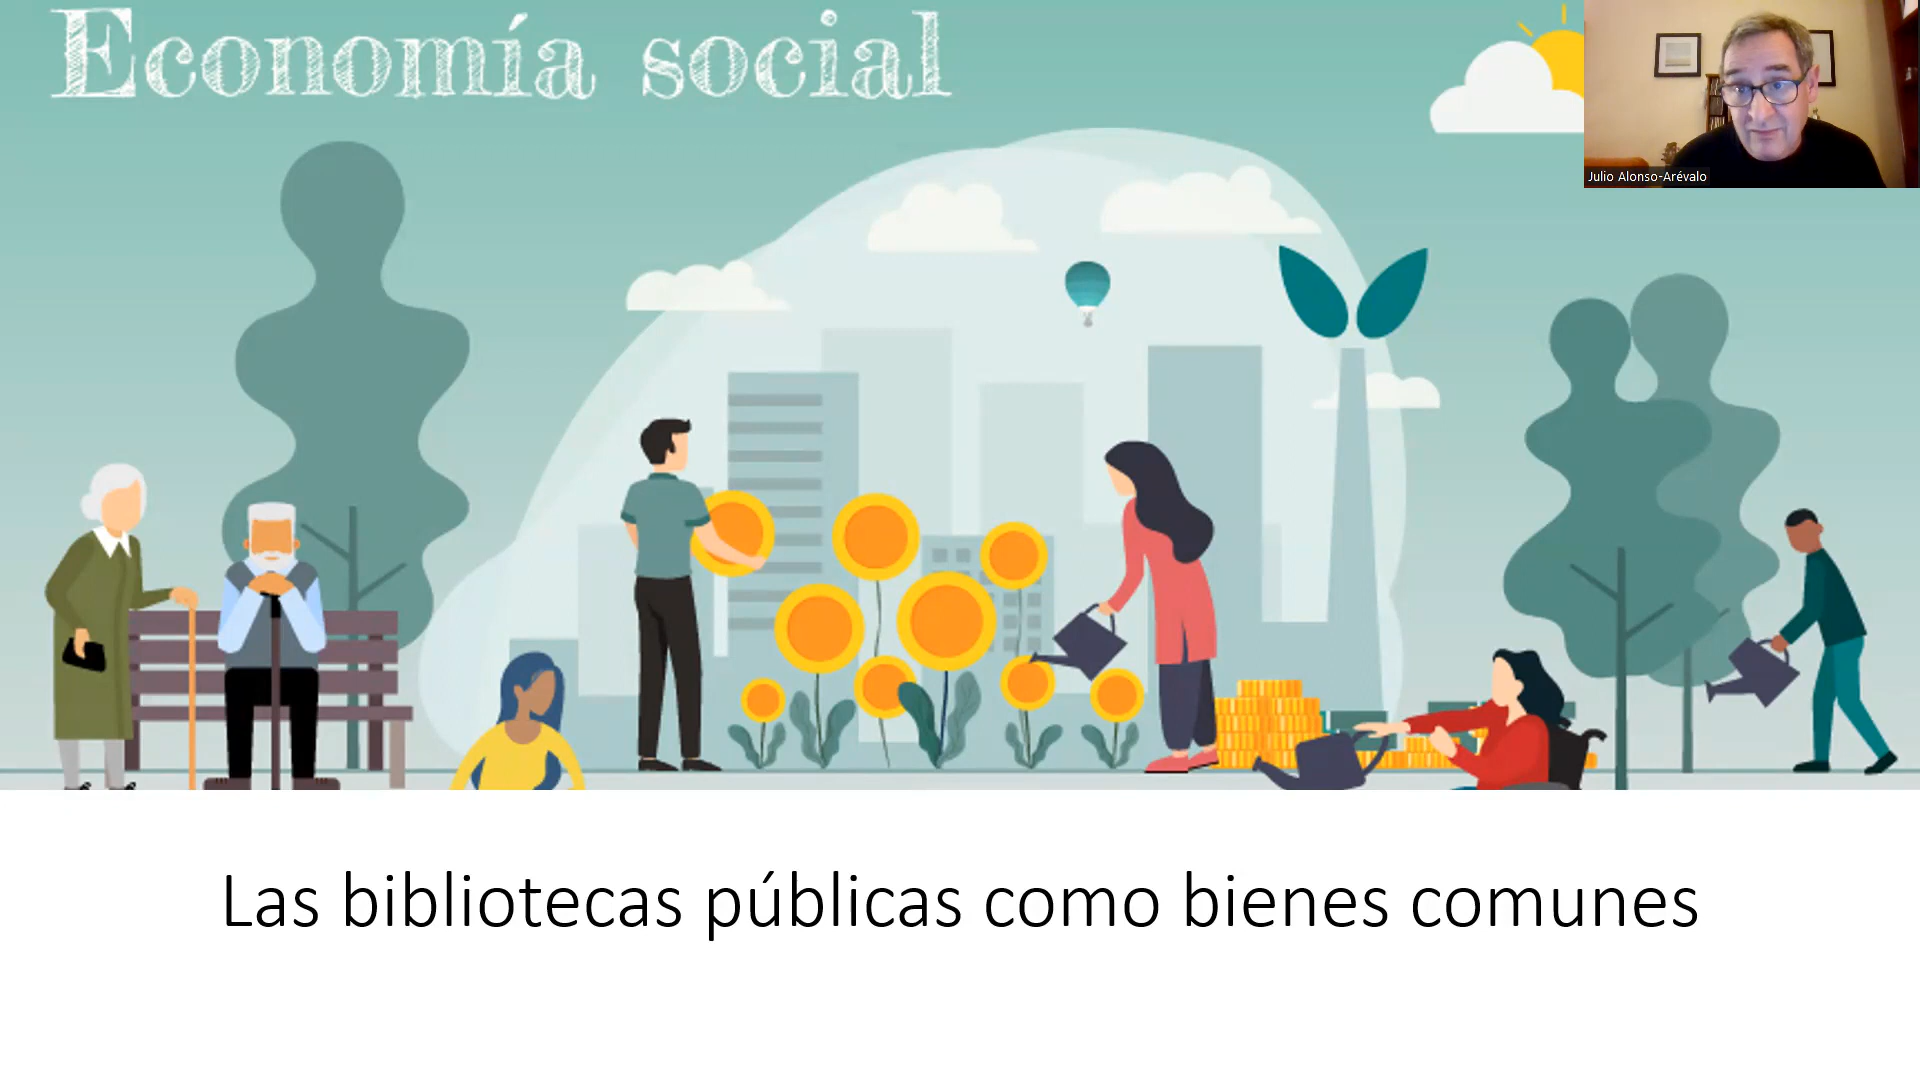 Economía social
Julio Alonso-Arévalo
Las bibliotecas públicas como bienes comunes